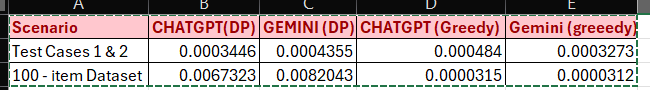 A B C D E
Scenario CHATGPT(DP) GEMINI (DP) CHATGPT (Greedy) Gemini (greeedy)
Test Cases 1 & 2 0.0003446 0.0004355 0.000484 0.0003273
100 - item Dataset 0.0067323 0.0082043 0.0000315 0.0000312